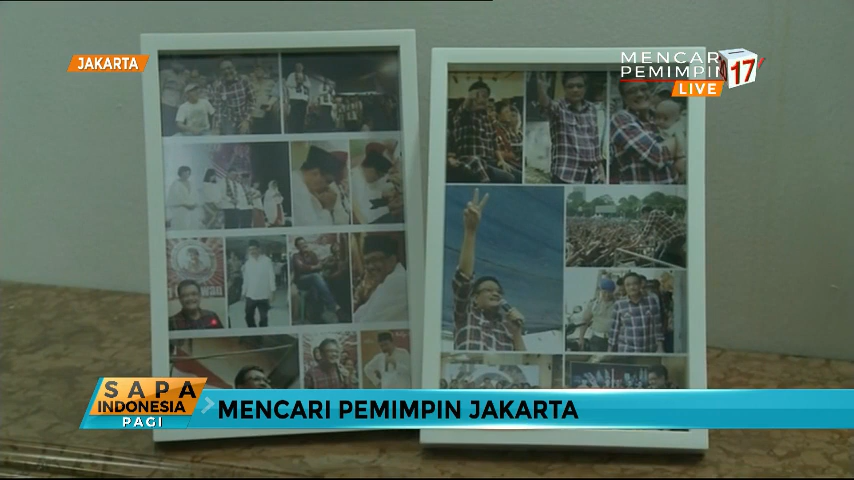 JAKARTA
MENCARI
PEMIMPIN 17
LIVE
SAPA
INDONESIA
PAGI
MENCARI PEMIMPIN JAKARTA